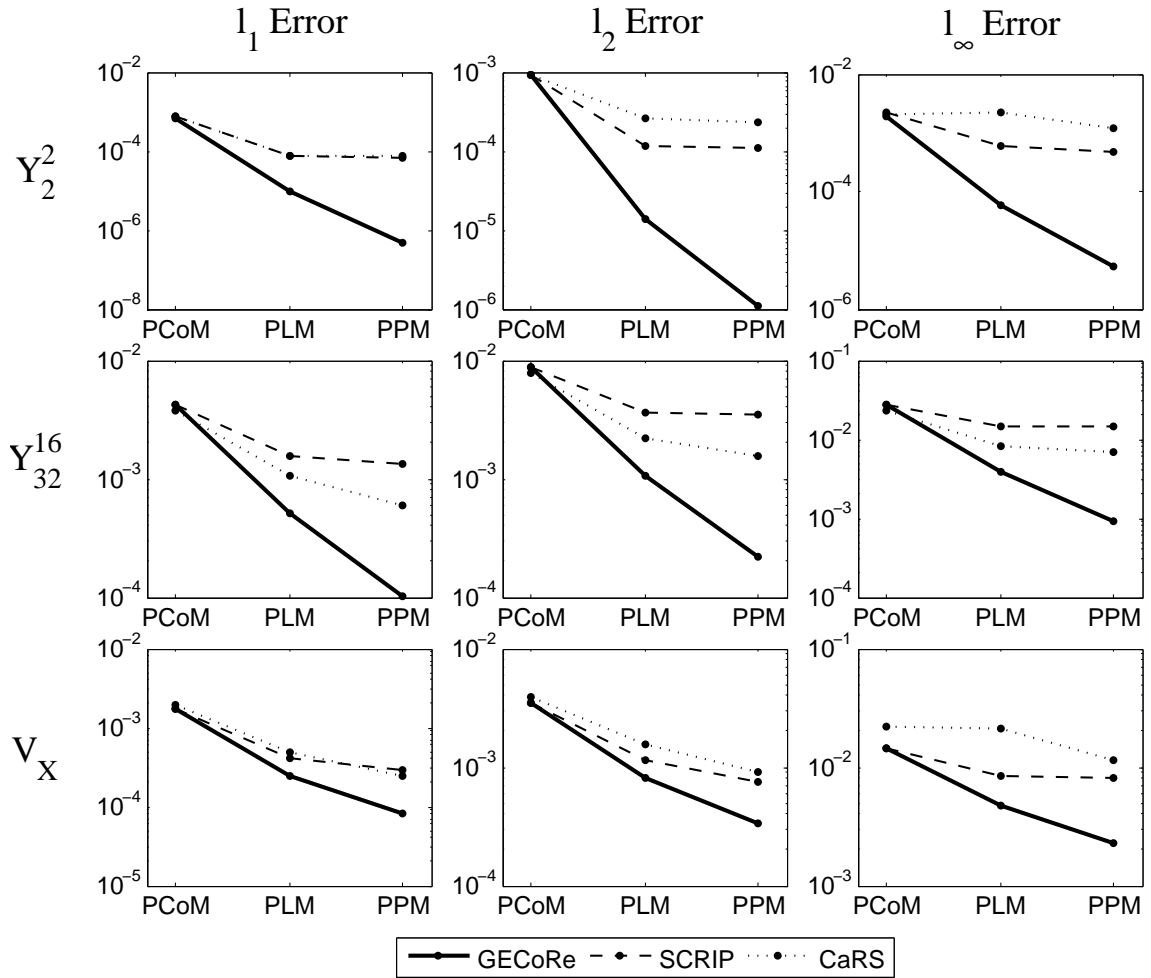 l₁ Error l₂ Error l∞ Error
Y₂²
10⁻² 10⁻⁴ 10⁻⁶ 10⁻⁸
PCoM PLM PPM
10⁻³ 10⁻⁴ 10⁻⁵ 10⁻⁶
PCoM PLM PPM
10⁻² 10⁻⁴ 10⁻⁶
PCoM PLM PPM
Y₃₂¹⁶
10⁻² 10⁻³ 10⁻⁴
PCoM PLM PPM
10⁻² 10⁻³ 10⁻⁴
PCoM PLM PPM
10⁻¹ 10⁻² 10⁻³ 10⁻⁴
PCoM PLM PPM
V_X
10⁻² 10⁻³ 10⁻⁴ 10⁻⁵
PCoM PLM PPM
10⁻² 10⁻³ 10⁻⁴
PCoM PLM PPM
10⁻¹ 10⁻² 10⁻³
PCoM PLM PPM
GECoRe SCRIP CaRS